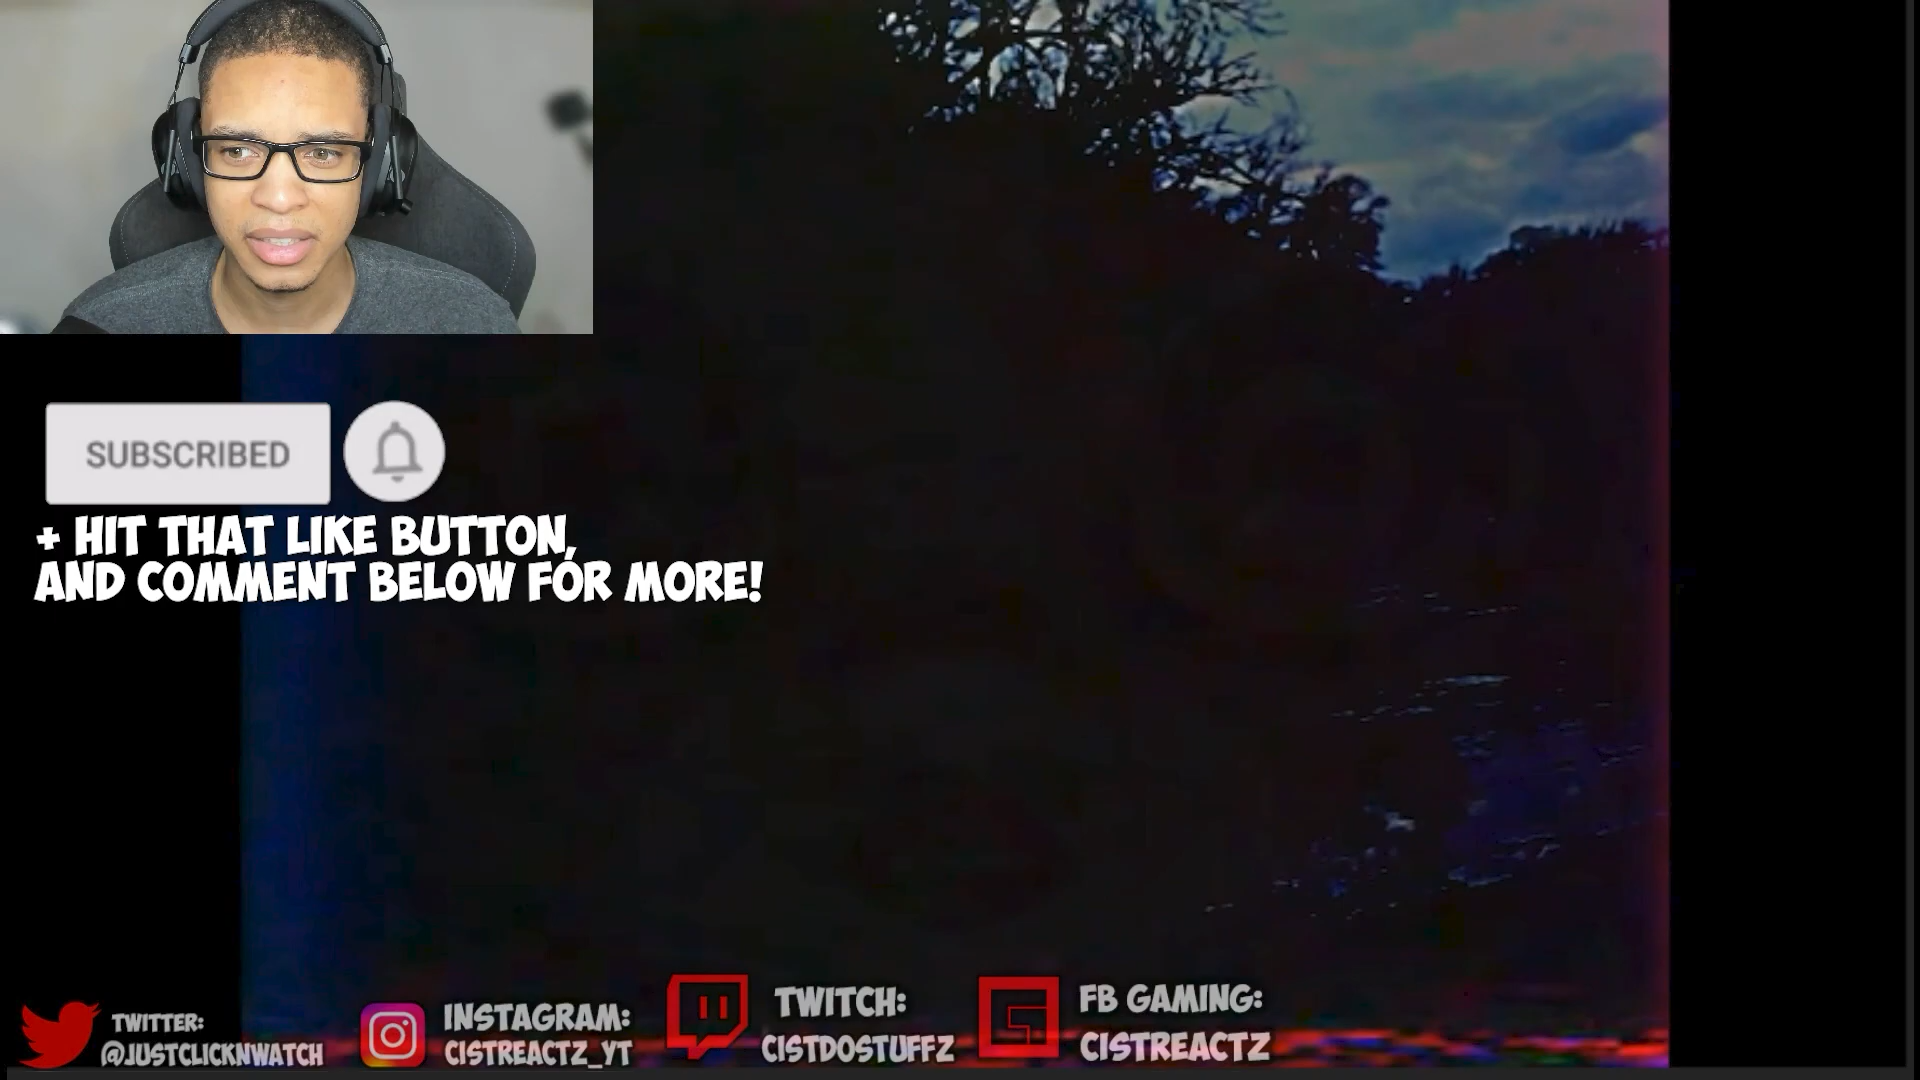 SUBSCRIBED
+ HIT THAT LIKE BUTTON,
AND COMMENT BELOW FOR MORE!
TWITTER:
@JUSTCLICKNWATCH
INSTAGRAM:
CISTREACTZ_YT
TWITCH:
CISTDOSTUFFZ
FB GAMING:
CISTREACTZ